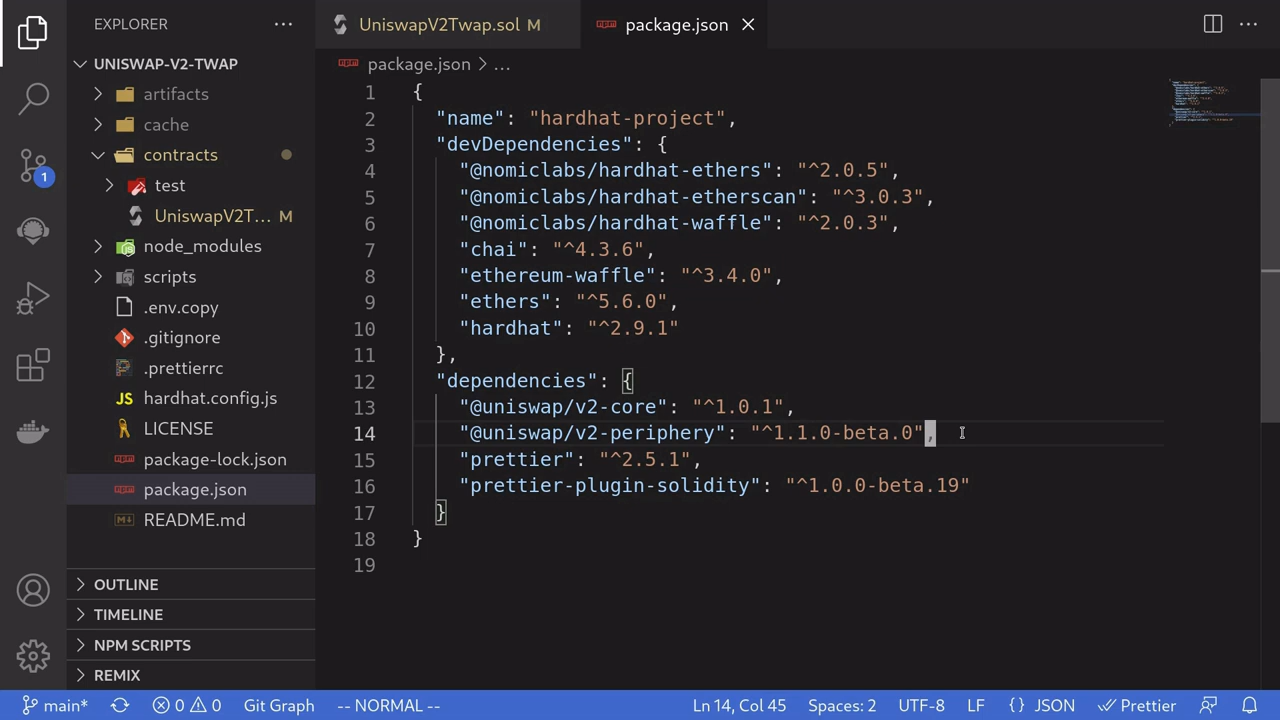 EXPLORER
UNISWAP-V2-TWAP
artifacts
cache
contracts
test
UniswapV2T... M
node_modules
scripts
.env.copy
.gitignore
.prettierrc
JS hardhat.config.js
LICENSE
package-lock.json
package.json
README.md
OUTLINE
TIMELINE
NPM SCRIPTS
REMIX
1
UniswapV2Twap.sol M
package.json
package.json > ...
1 {
2 "name": "hardhat-project",
3 "devDependencies": {
4 "@nomiclabs/hardhat-ethers": "^2.0.5",
5 "@nomiclabs/hardhat-etherscan": "^3.0.3",
6 "@nomiclabs/hardhat-waffle": "^2.0.3",
7 "chai": "^4.3.6",
8 "ethereum-waffle": "^3.4.0",
9 "ethers": "^5.6.0",
10 "hardhat": "^2.9.1"
11 },
12 "dependencies": {
13 "@uniswap/v2-core": "^1.0.1",
14 "@uniswap/v2-periphery": "^1.1.0-beta.0",
15 "prettier": "^2.5.1",
16 "prettier-plugin-solidity": "^1.0.0-beta.19"
17 }
18 }
19
main* 0 0 Git Graph -- NORMAL -- Ln 14, Col 45 Spaces: 2 UTF-8 LF {} JSON Prettier